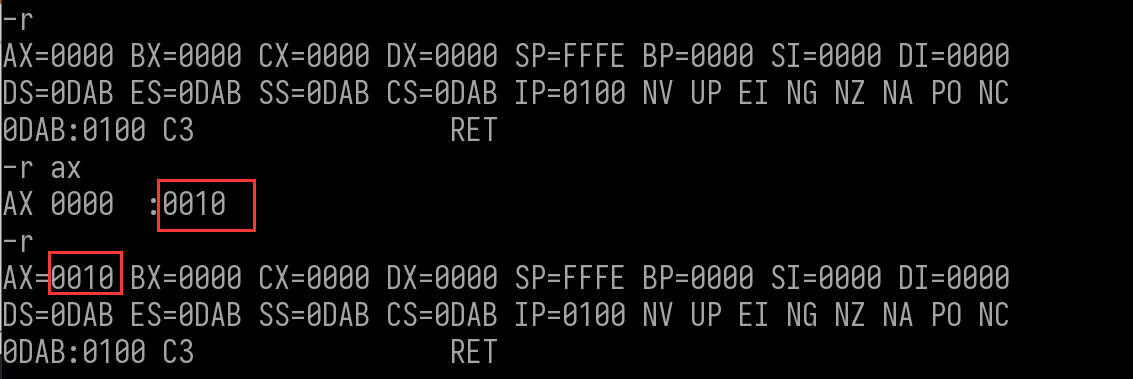 -r
AX=0000 BX=0000 CX=0000 DX=0000 SP=FFFE BP=0000 SI=0000 DI=0000
DS=0DAB ES=0DAB SS=0DAB CS=0DAB IP=0100 NV UP EI NG NZ NA PO NC
0DAB:0100 C3 RET
-r ax
AX 0000 :0010
-r
AX=0010 BX=0000 CX=0000 DX=0000 SP=FFFE BP=0000 SI=0000 DI=0000
DS=0DAB ES=0DAB SS=0DAB CS=0DAB IP=0100 NV UP EI NG NZ NA PO NC
0DAB:0100 C3 RET